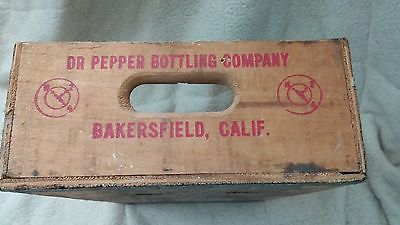 DR PEPPER BOTTLING COMPANY
BAKERSFIELD, CALIF.